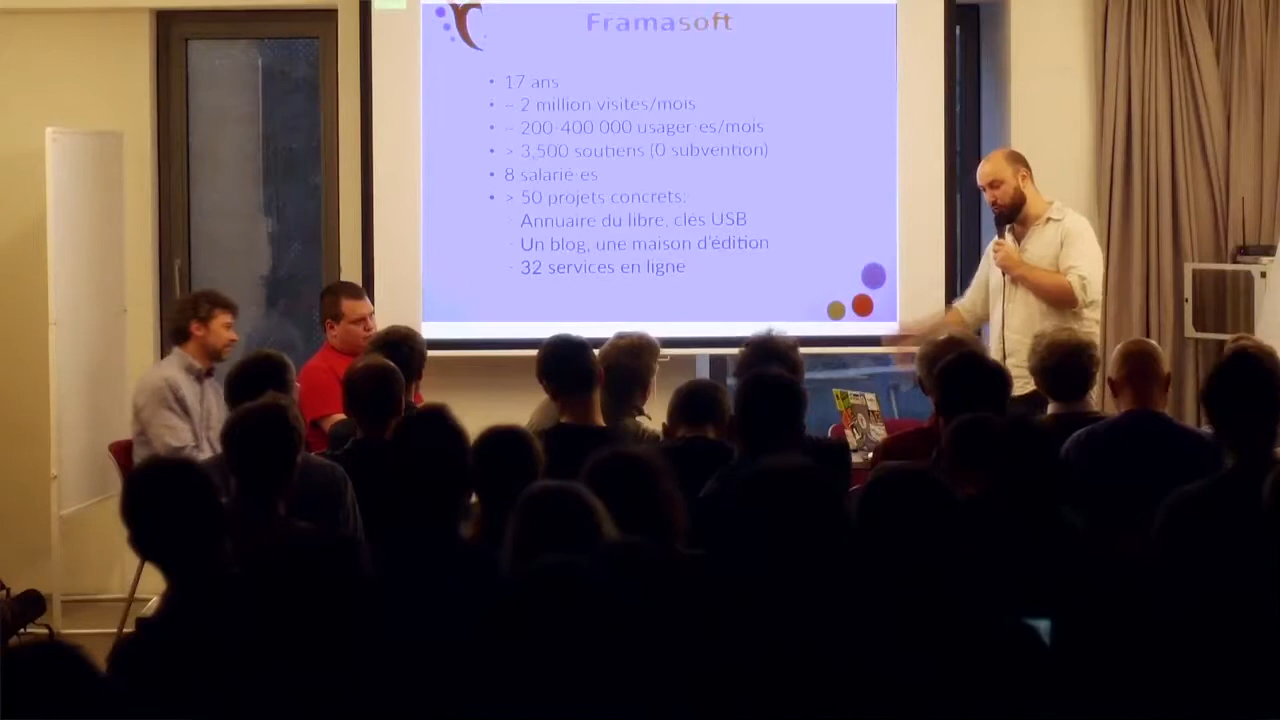 Framasoft
• 17 ans
• ~ 2 million visites/mois
• ~ 200-400 000 usager·es/mois
• > 3,500 soutiens (0 subvention)
• 8 salarié·es
• > 50 projets concrets:
- Annuaire du libre, clés USB
- Un blog, une maison d'édition
- 32 services en ligne